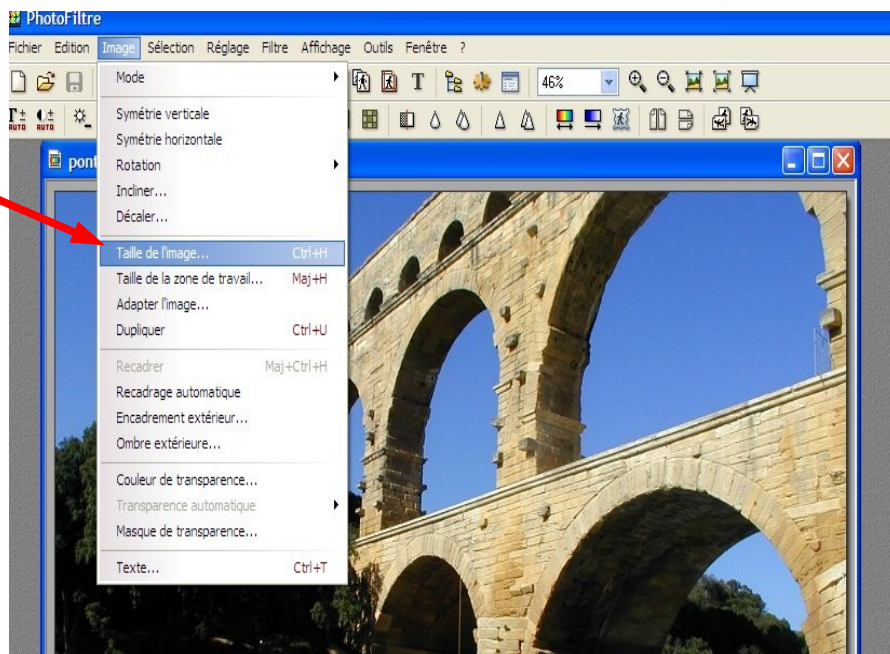 PhotoFiltre
Fichier Edition Image Sélection Réglage Filtre Affichage Outils Fenêtre ?
T 46%
AUTO AUTO
pont
Mode
Symétrie verticale
Symétrie horizontale
Rotation
Incliner...
Décaler...
Taille de l'image... Ctrl+H
Taille de la zone de travail... Maj+H
Adapter l'image...
Dupliquer Ctrl+U
Recadrer Maj+Ctrl+H
Recadrage automatique
Encadrement extérieur...
Ombre extérieure...
Couleur de transparence...
Transparence automatique
Masque de transparence...
Texte... Ctrl+T